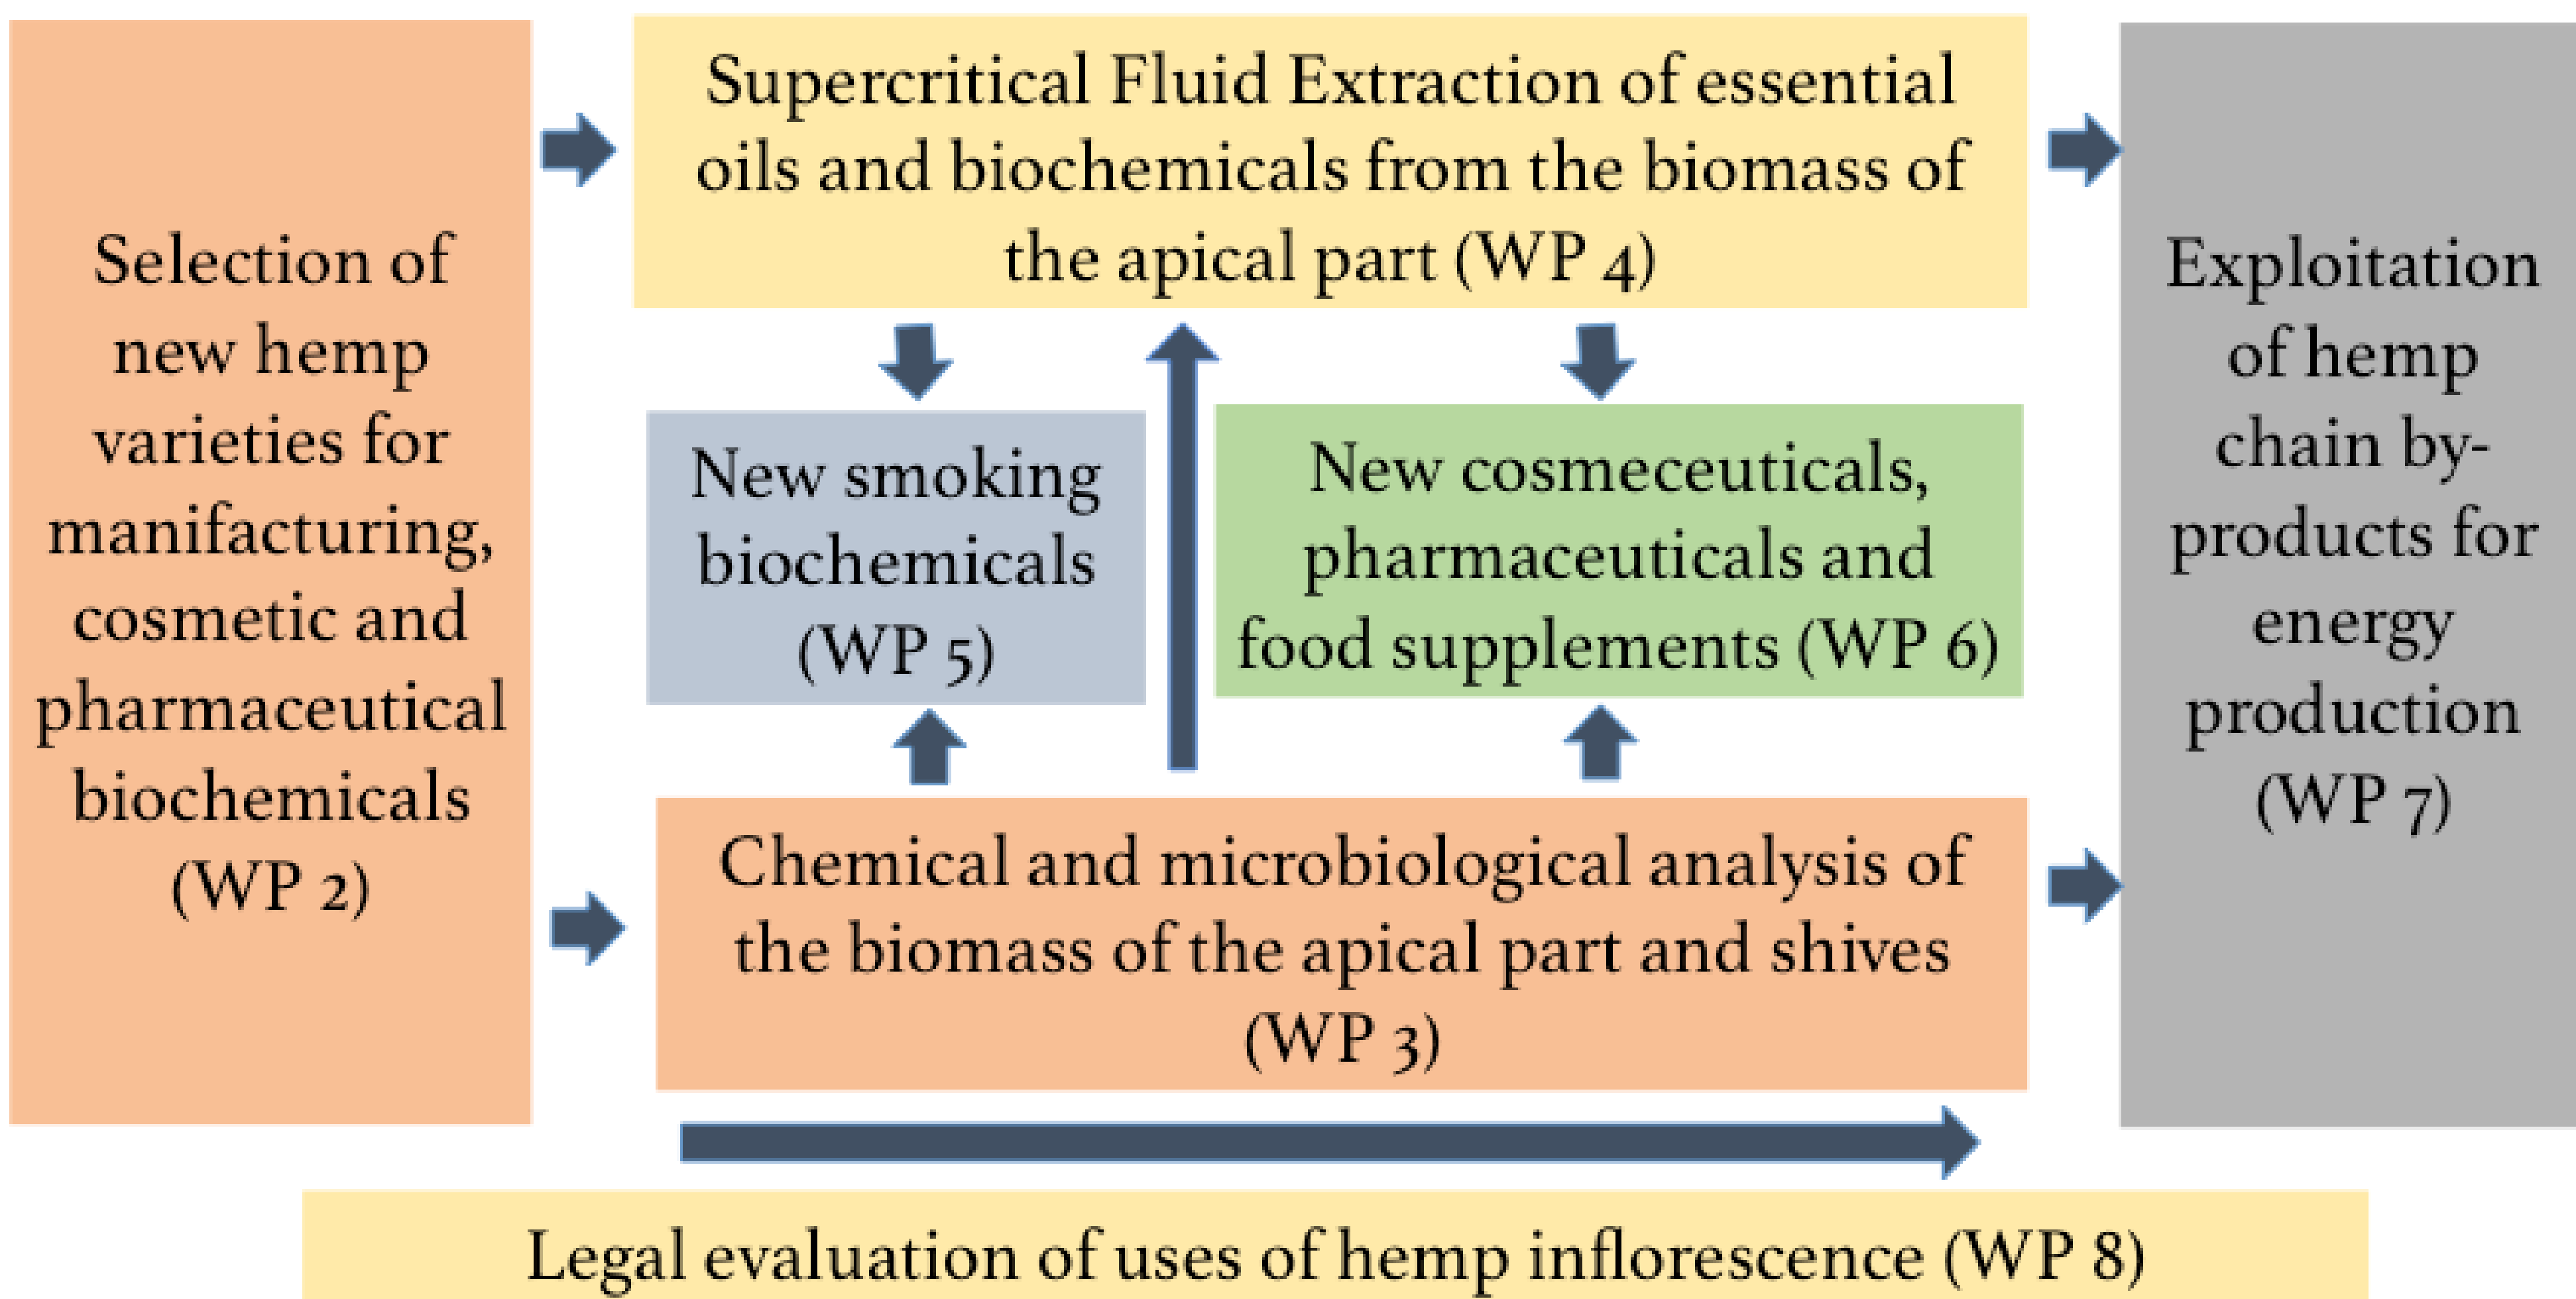 Selection of
new hemp
varieties for
manifacturing,
cosmetic and
pharmaceutical
biochemicals
(WP 2)
Supercritical Fluid Extraction of essential
oils and biochemicals from the biomass of
the apical part (WP 4)
New smoking
biochemicals
(WP 5)
New cosmeceuticals,
pharmaceuticals and
food supplements (WP 6)
Chemical and microbiological analysis of
the biomass of the apical part and shives
(WP 3)
Exploitation
of hemp
chain by-
products for
energy
production
(WP 7)
Legal evaluation of uses of hemp inflorescence (WP 8)